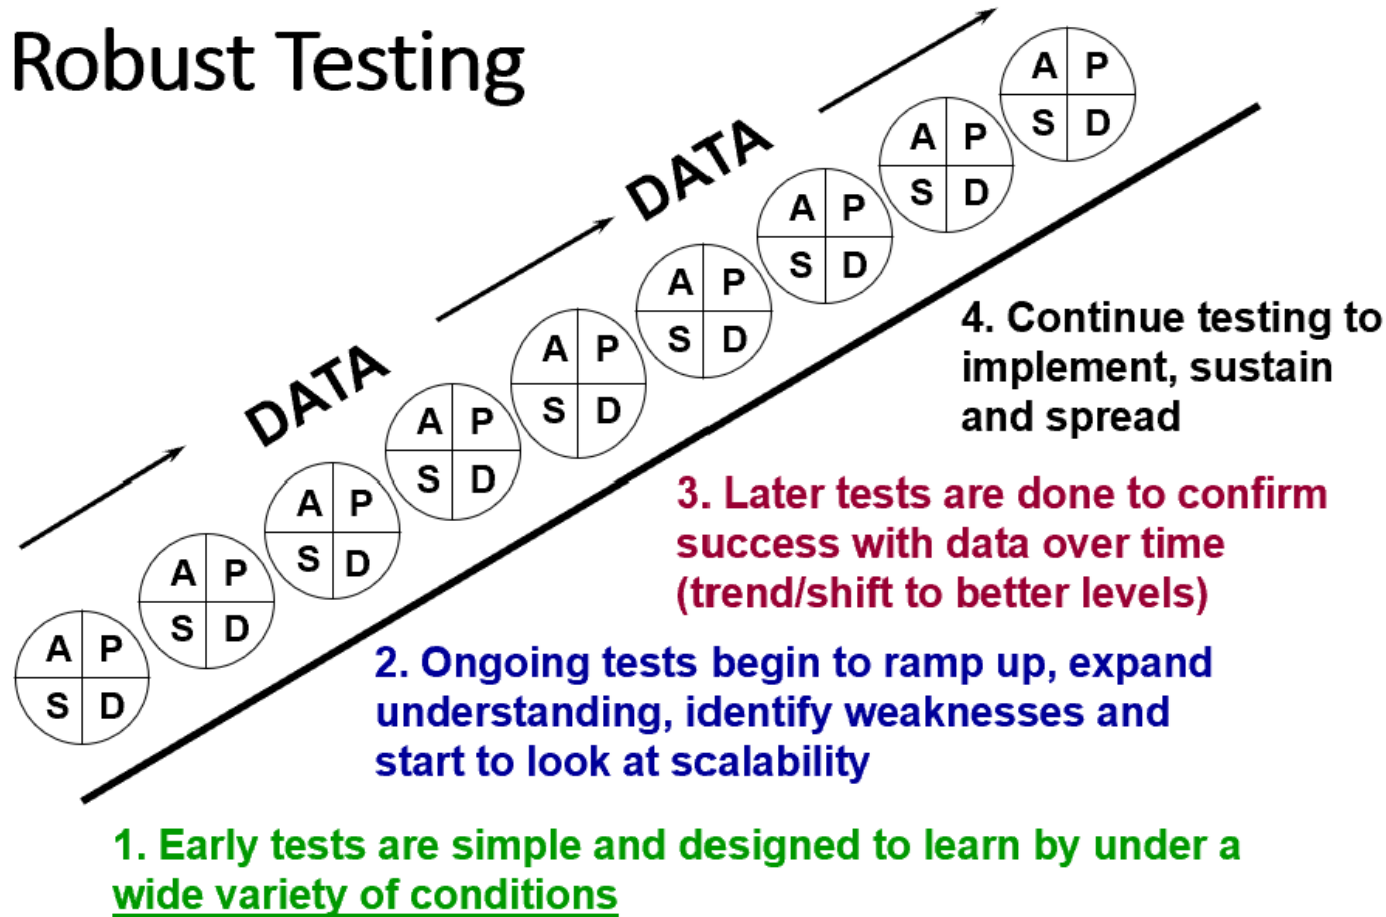 Robust Testing
DATA
DATA
A P
S D
A P
S D
A P
S D
A P
S D
A P
S D
A P
S D
A P
S D
A P
S D
A P
S D
4. Continue testing to
implement, sustain
and spread
3. Later tests are done to confirm
success with data over time
(trend/shift to better levels)
2. Ongoing tests begin to ramp up, expand
understanding, identify weaknesses and
start to look at scalability
1. Early tests are simple and designed to learn by under a
wide variety of conditions